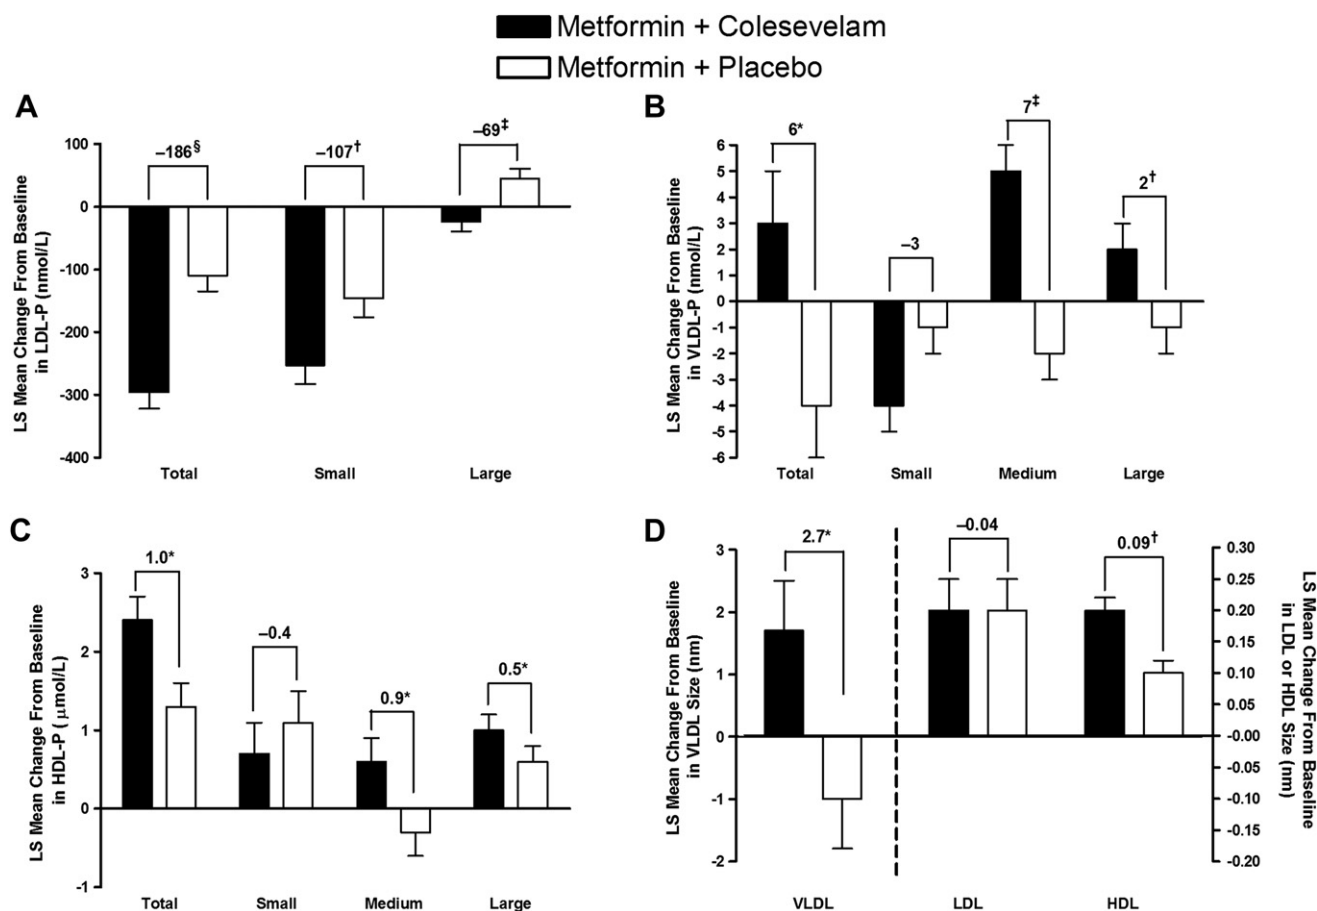 Metformin + Colesevelam
Metformin + Placebo
A
LS Mean Change From Baseline
in LDL-P (nmol/L)
100
0
-100
-200
-300
-400
–186§
–107†
–69‡
Total Small Large
B
LS Mean Change From Baseline
in VLDL-P (nmol/L)
6
5
4
3
2
1
0
-1
-2
-3
-4
-5
-6
6*
–3
7‡
2†
Total Small Medium Large
C
LS Mean Change From Baseline
in HDL-P ( μmol/L)
3
2
1
0
-1
1.0*
–0.4
0.9*
0.5*
Total Small Medium Large
D
LS Mean Change From Baseline
in VLDL Size (nm)
3
2
1
0
-1
-2
2.7*
–0.04
0.09†
0.30
0.25
0.20
0.15
0.10
0.05
-0.00
-0.05
-0.10
-0.15
-0.20
LS Mean Change From Baseline
in LDL or HDL Size (nm)
VLDL LDL HDL